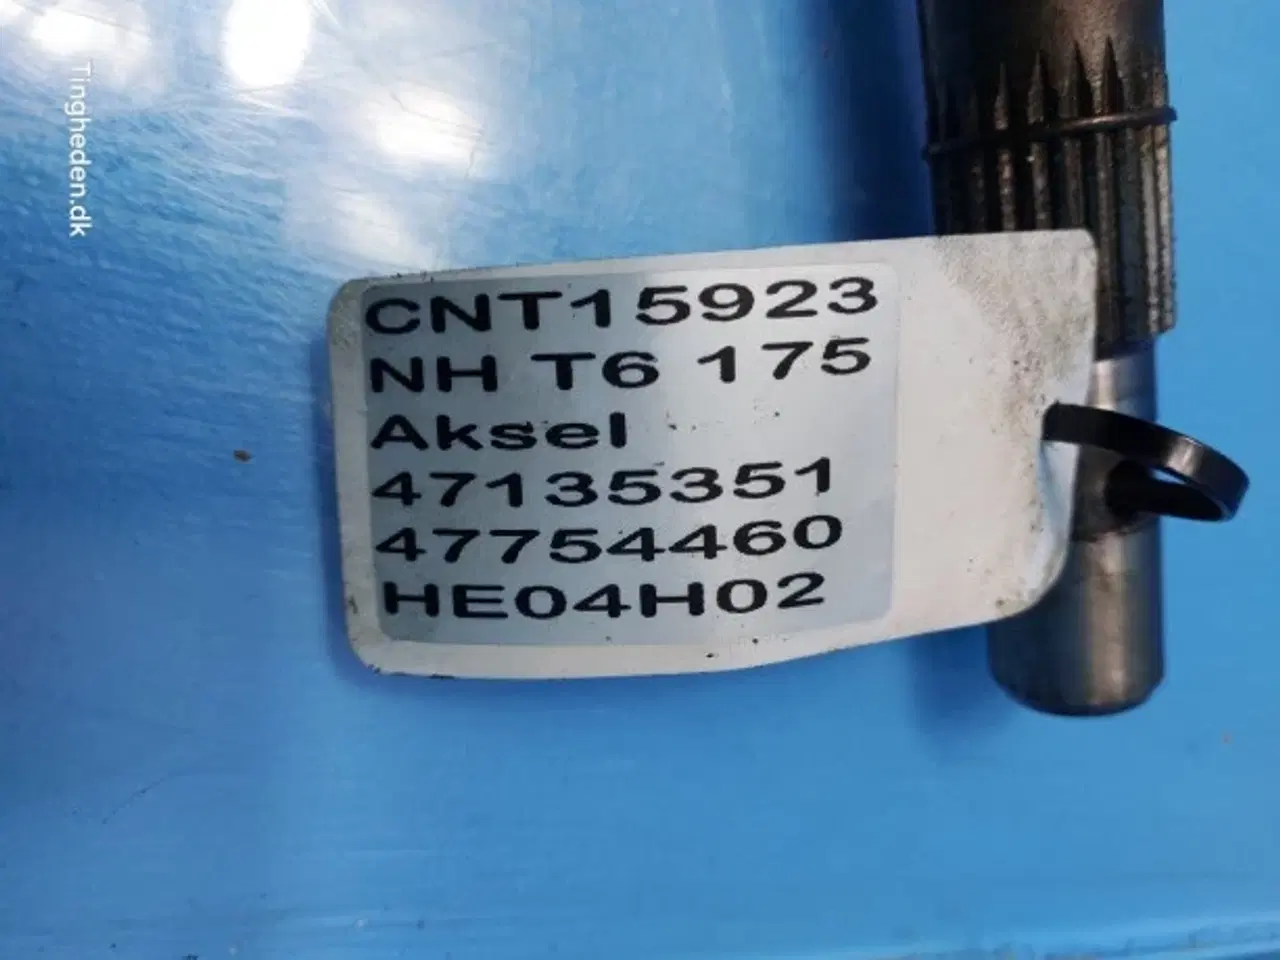 Tingheden.dk
CNT15923
NH T6 175
Aksel
47135351
47754460
HE04H02